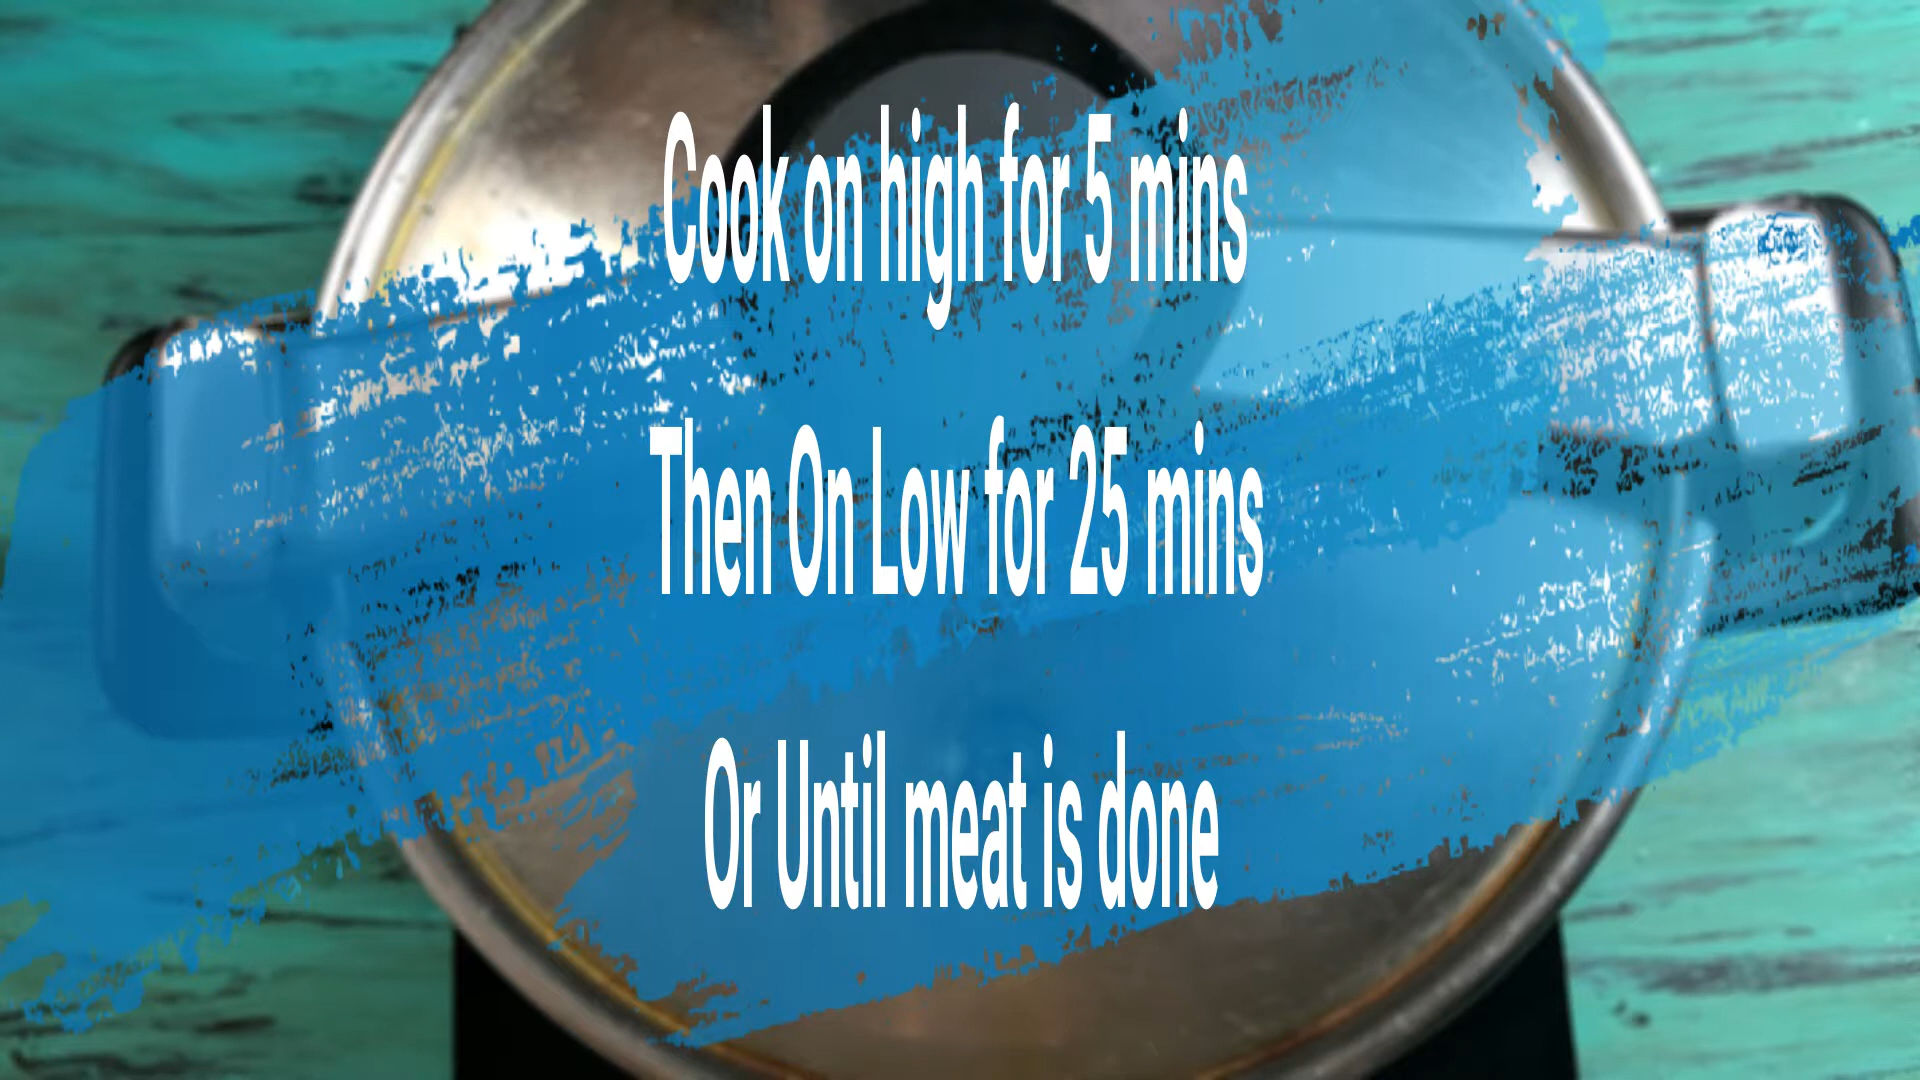 Cook on high for 5 mins
Then On Low for 25 mins
Or Until meat is done